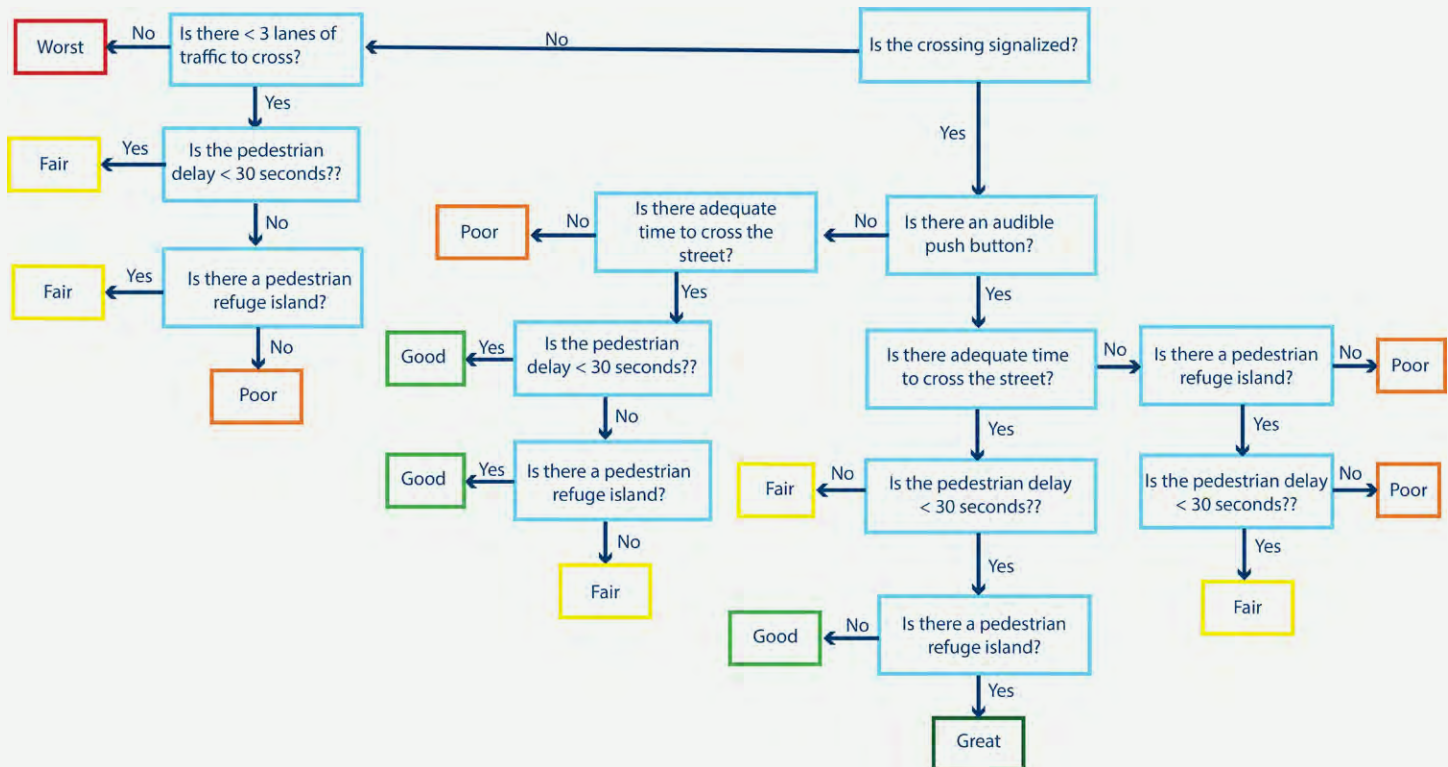 Is there < 3 lanes of
traffic to cross?
No
Worst
No
Is the crossing signalized?
Yes
Yes
Is the pedestrian
delay < 30 seconds??
Yes
Fair
No
Is there a pedestrian
refuge island?
Yes
Fair
No
Poor
Is there an audible
push button?
No
Is there adequate
time to cross the
street?
No
Poor
Yes
Is the pedestrian
delay < 30 seconds??
Yes
Good
No
Is there a pedestrian
refuge island?
Yes
Good
No
Fair
Yes
Is there adequate time
to cross the street?
No
Is there a pedestrian
refuge island?
No
Poor
Yes
Is the pedestrian delay
< 30 seconds??
No
Poor
Yes
Fair
Yes
Is the pedestrian delay
< 30 seconds??
No
Fair
Yes
Is there a pedestrian
refuge island?
No
Good
Yes
Great